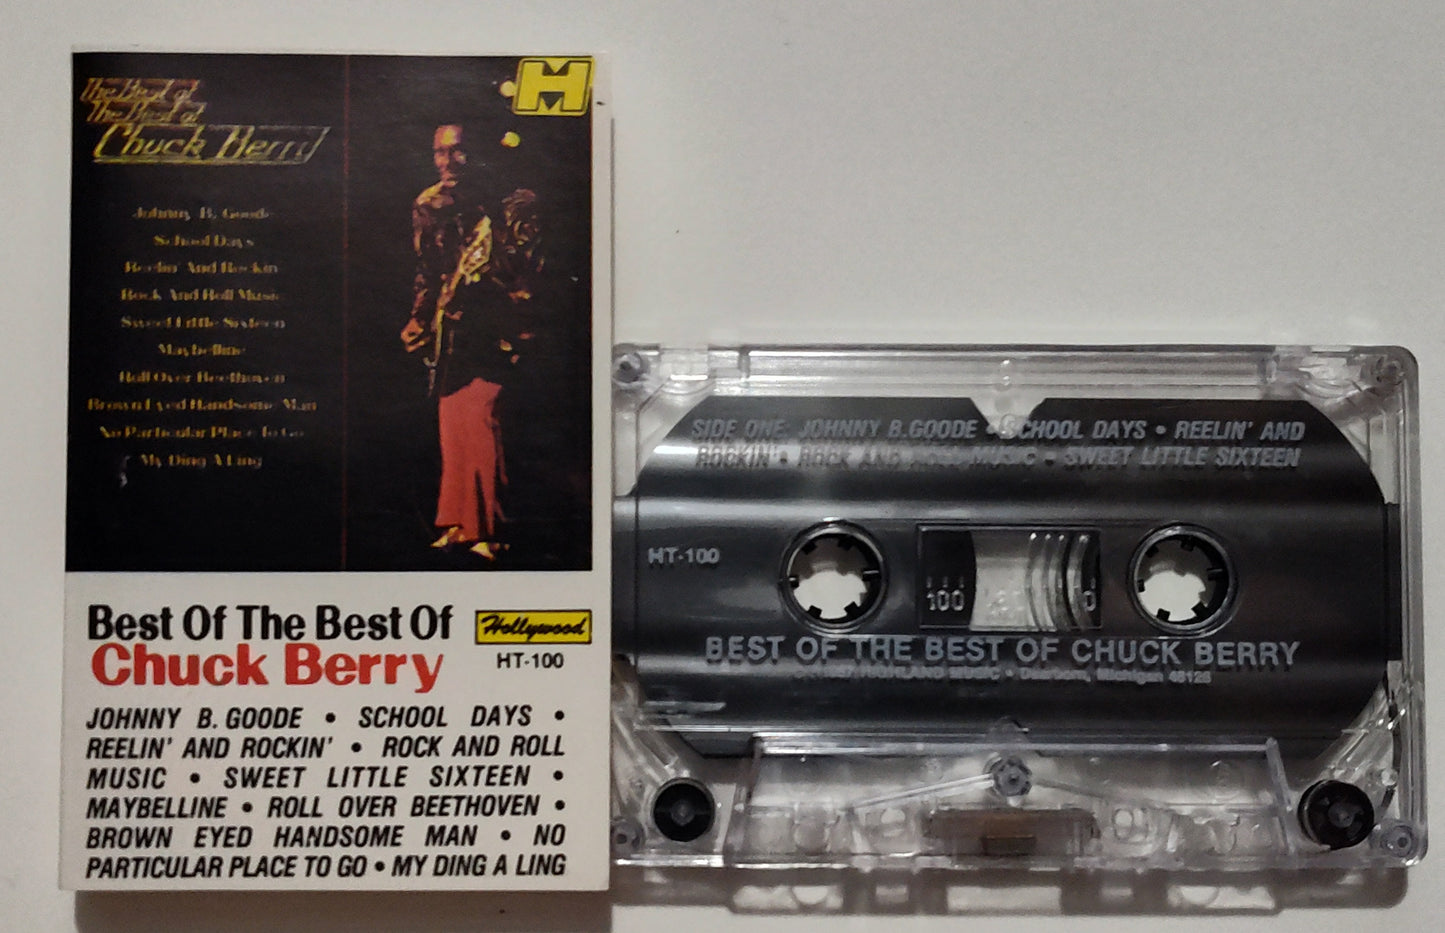 The Best of
The Best of
Chuck Berry
H
Johnny B. Goode
School Days
Reelin' And Rockin
Rock And Roll Music
Sweet Little Sixteen
Maybelline
Roll Over Beethoven
Brown Eyed Handsome Man
No Particular Place To Go
My Ding A Ling
Best Of The Best Of
Chuck Berry
Hollywood
HT-100
JOHNNY B. GOODE • SCHOOL DAYS •
REELIN' AND ROCKIN' • ROCK AND ROLL
MUSIC • SWEET LITTLE SIXTEEN •
MAYBELLINE • ROLL OVER BEETHOVEN •
BROWN EYED HANDSOME MAN • NO
PARTICULAR PLACE TO GO • MY DING A LING
SIDE ONE: JOHNNY B.GOODE • SCHOOL DAYS • REELIN' AND
ROCKIN' • ROCK AND ROLL MUSIC • SWEET LITTLE SIXTEEN
HT-100
100 0
BEST OF THE BEST OF CHUCK BERRY
HIGHLAND MUSIC • Dearborn, Michigan